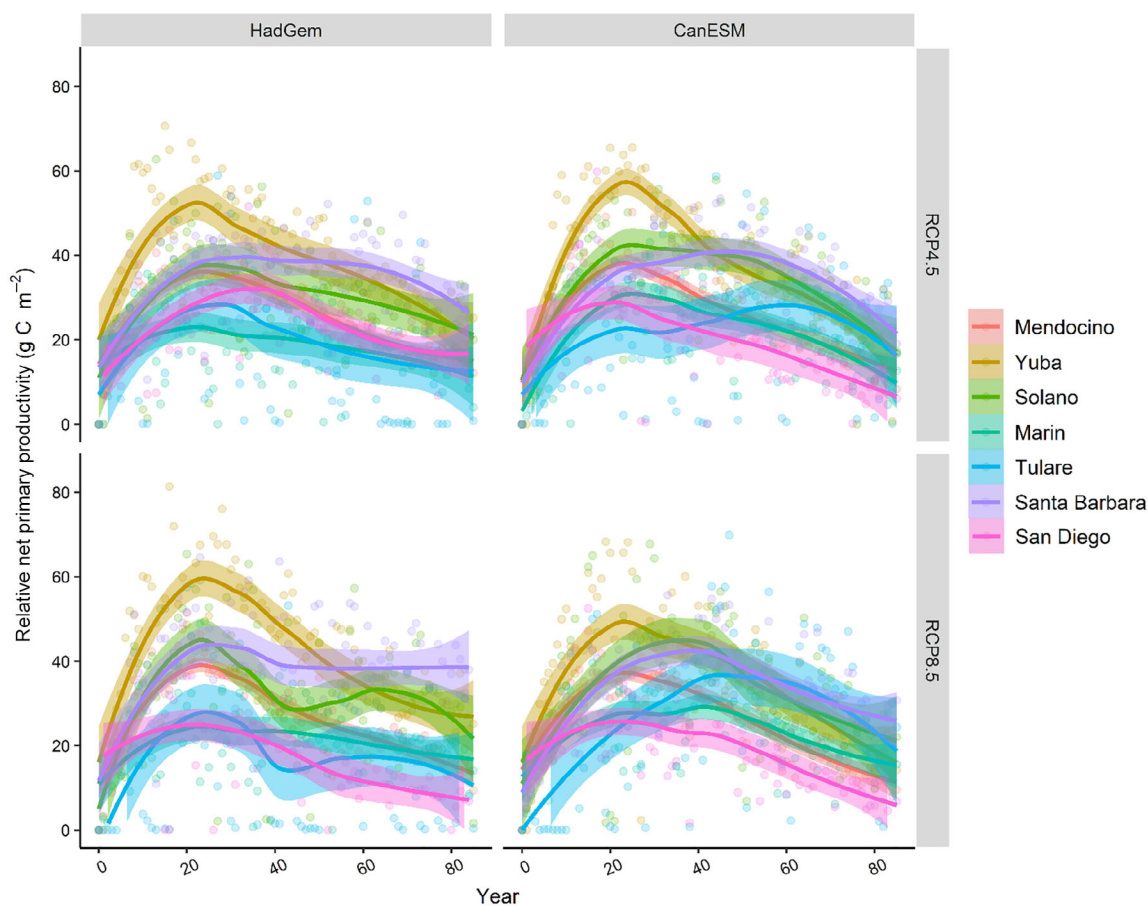 HadGem
CanESM
Relative net primary productivity (g C m⁻²)
80
60
40
20
0
RCP4.5
80
60
40
20
0
RCP8.5
0
20
40
60
80
0
20
40
60
80
Year
Mendocino
Yuba
Solano
Marin
Tulare
Santa Barbara
San Diego